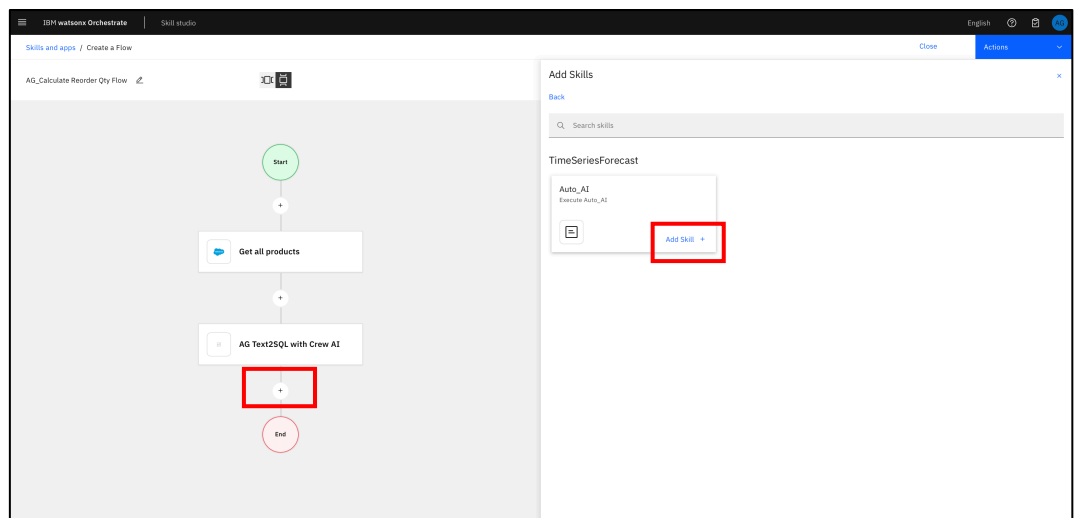 IBM watsonx Orchestrate
Skill studio
English
AG
Skills and apps / Create a Flow
Close
Actions
AG_Calculate Reorder Qty Flow
Add Skills
Back
Search skills
TimeSeriesForecast
Auto_AI
Execute Auto_AI
Add Skill +
Start
+
Get all products
+
AG Text2SQL with Crew AI
+
End